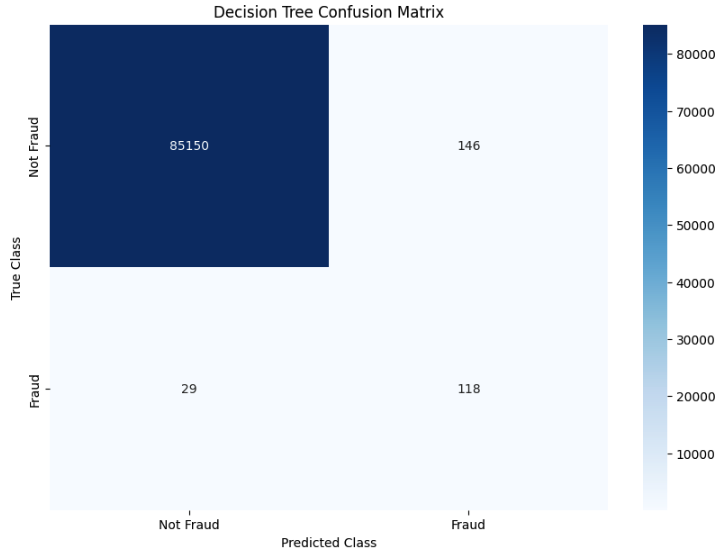 Decision Tree Confusion Matrix
True Class
Not Fraud
85150
146
Fraud
29
118
Not Fraud
Fraud
Predicted Class
80000
70000
60000
50000
40000
30000
20000
10000